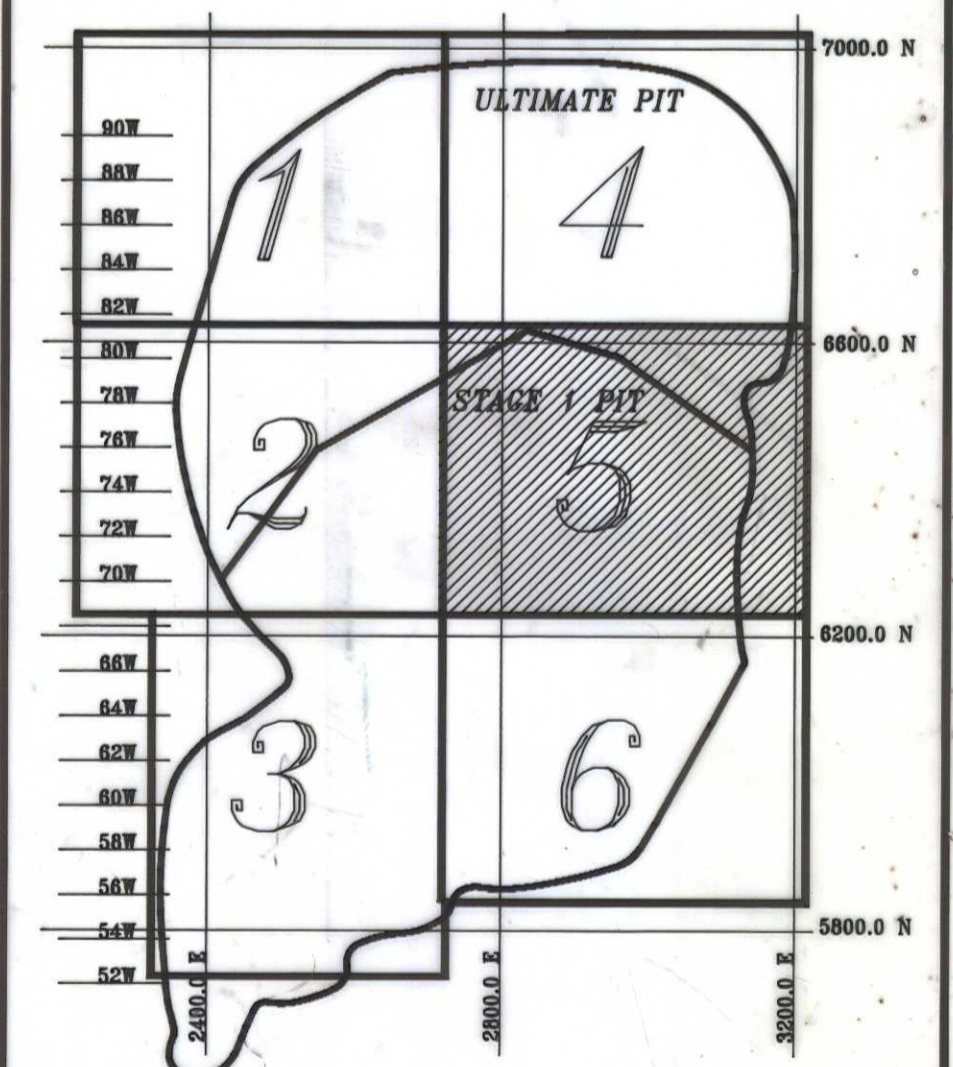 7000.0 N
ULTIMATE PIT
90W
88W
1
4
86W
84W
82W
6600.0 N
80W
78W
STAGE 1 PIT
76W
2
5
74W
72W
70W
6200.0 N
66W
64W
62W
3
6
60W
58W
56W
54W
5800.0 N
52W
2400.0 E
2800.0 E
3200.0 E